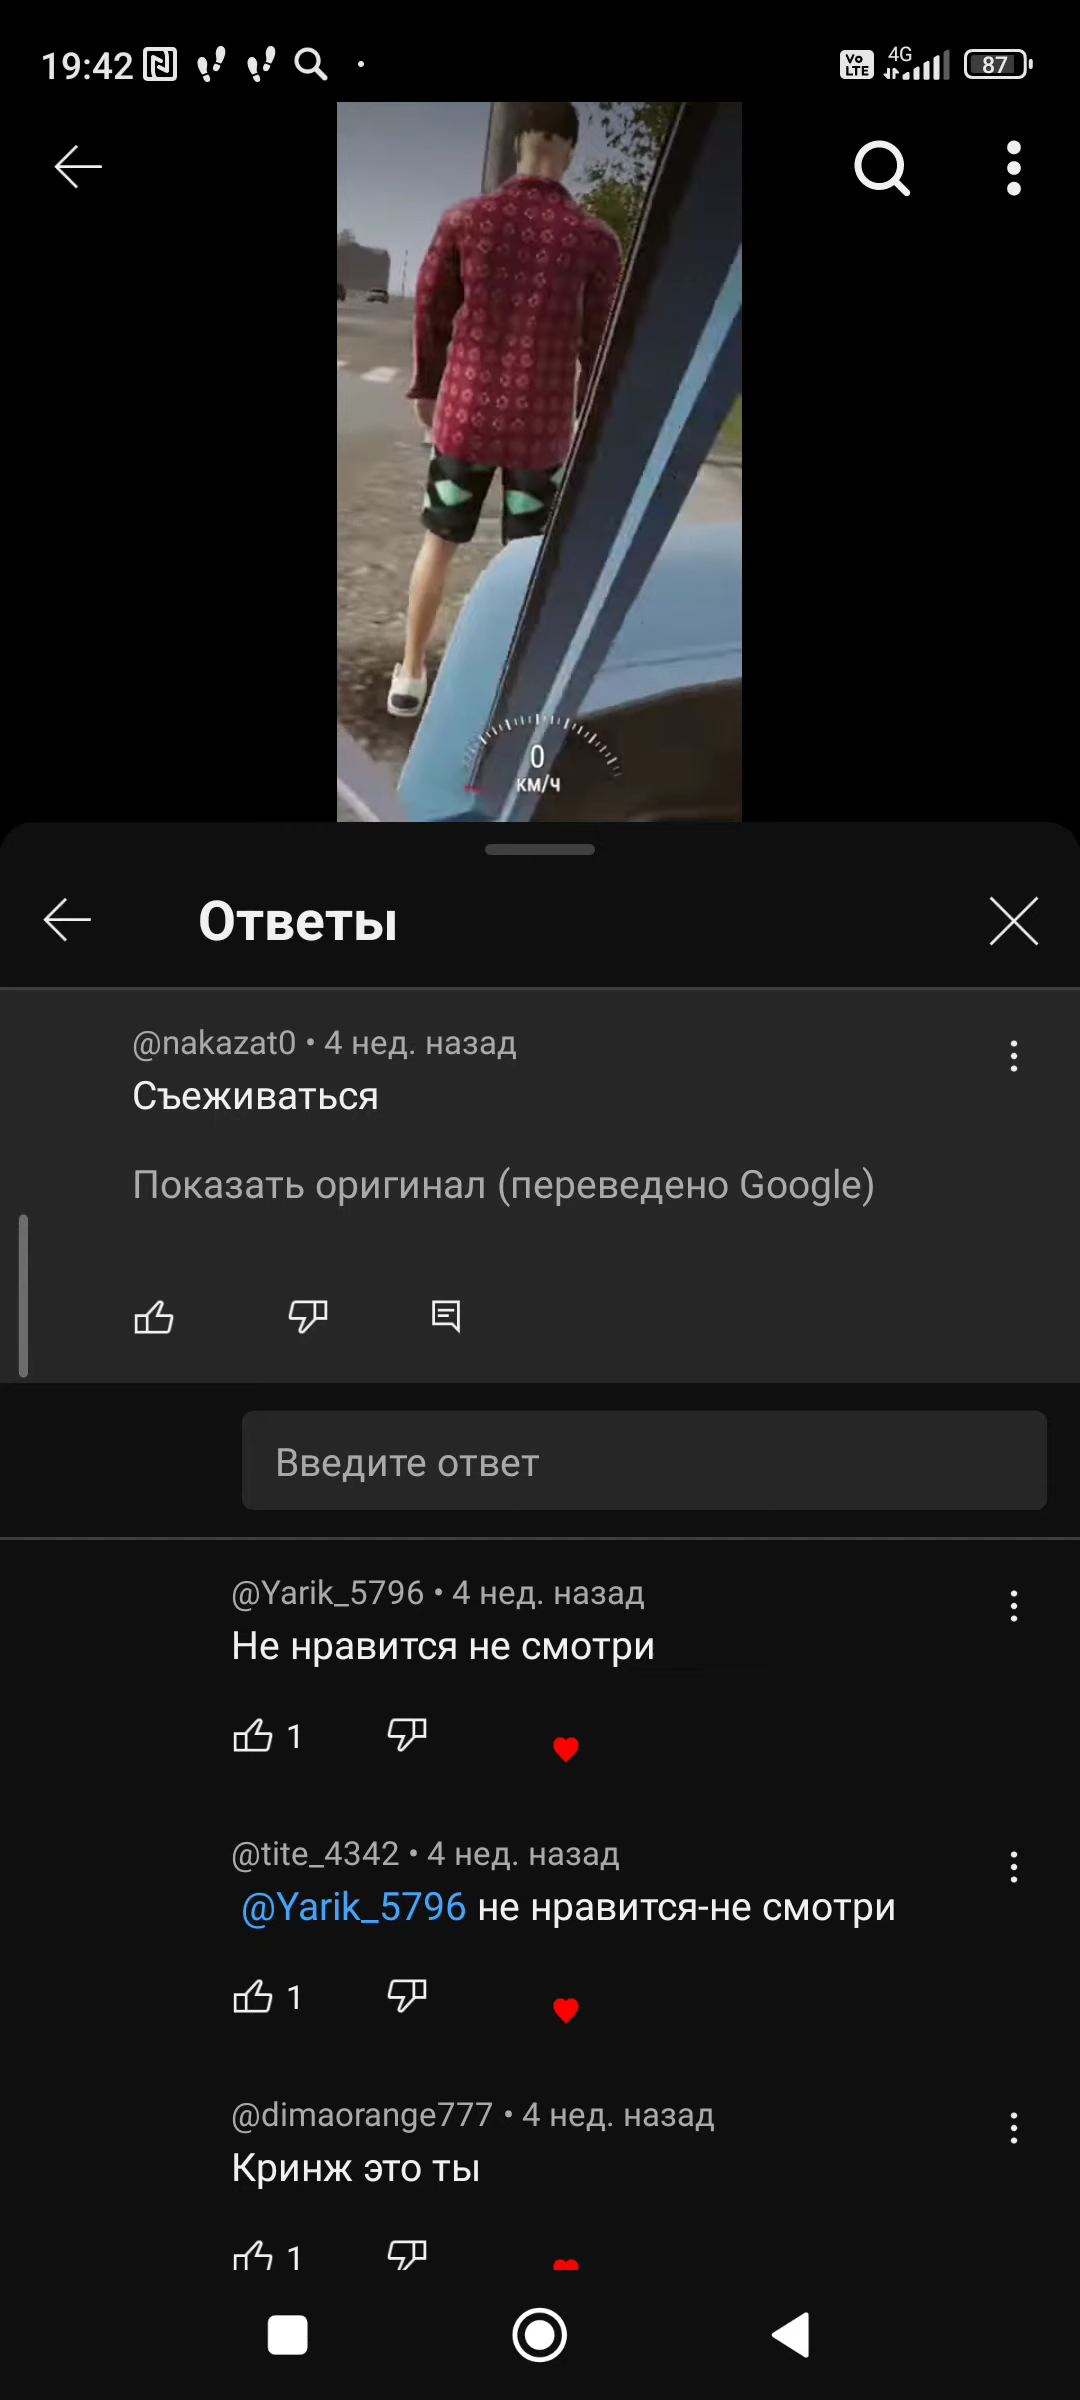 19:42
Vo LTE 4G 87
0
КМ/Ч
Ответы
@nakazat0 • 4 нед. назад
Съеживаться
Показать оригинал (переведено Google)
Введите ответ
@Yarik_5796 • 4 нед. назад
Не нравится не смотри
1
@tite_4342 • 4 нед. назад
@Yarik_5796 не нравится-не смотри
1
@dimaorange777 • 4 нед. назад
Кринж это ты
1